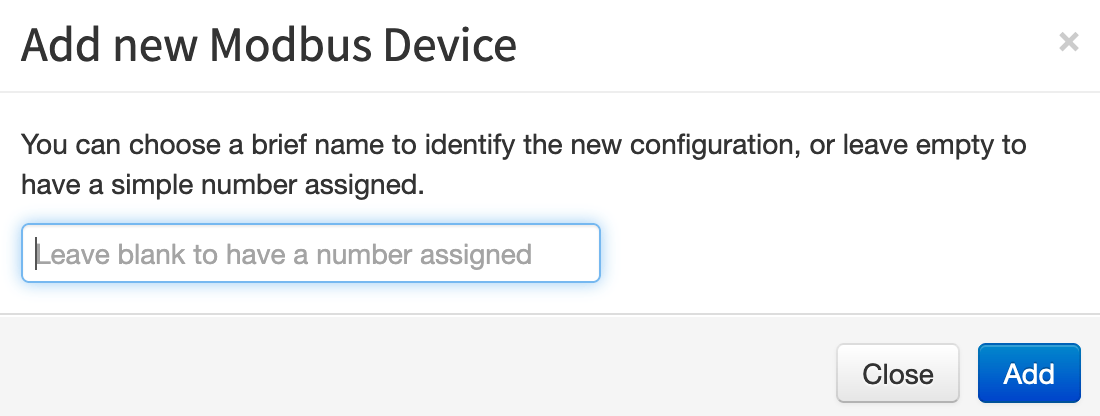 Add new Modbus Device
×
You can choose a brief name to identify the new configuration, or leave empty to
have a simple number assigned.
Leave blank to have a number assigned
Close
Add